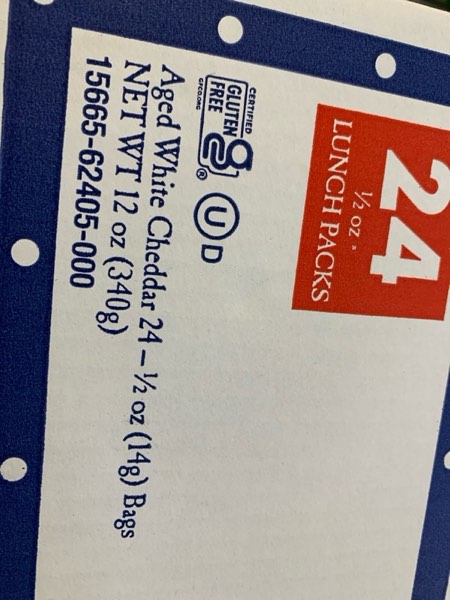 24
½ oz.
LUNCH PACKS
CERTIFIED
GLUTEN
FREE
GFCO.ORG
®
U D
Aged White Cheddar 24 – ½ oz (14g) Bags
NET WT 12 oz (340g)
15665-62405-000